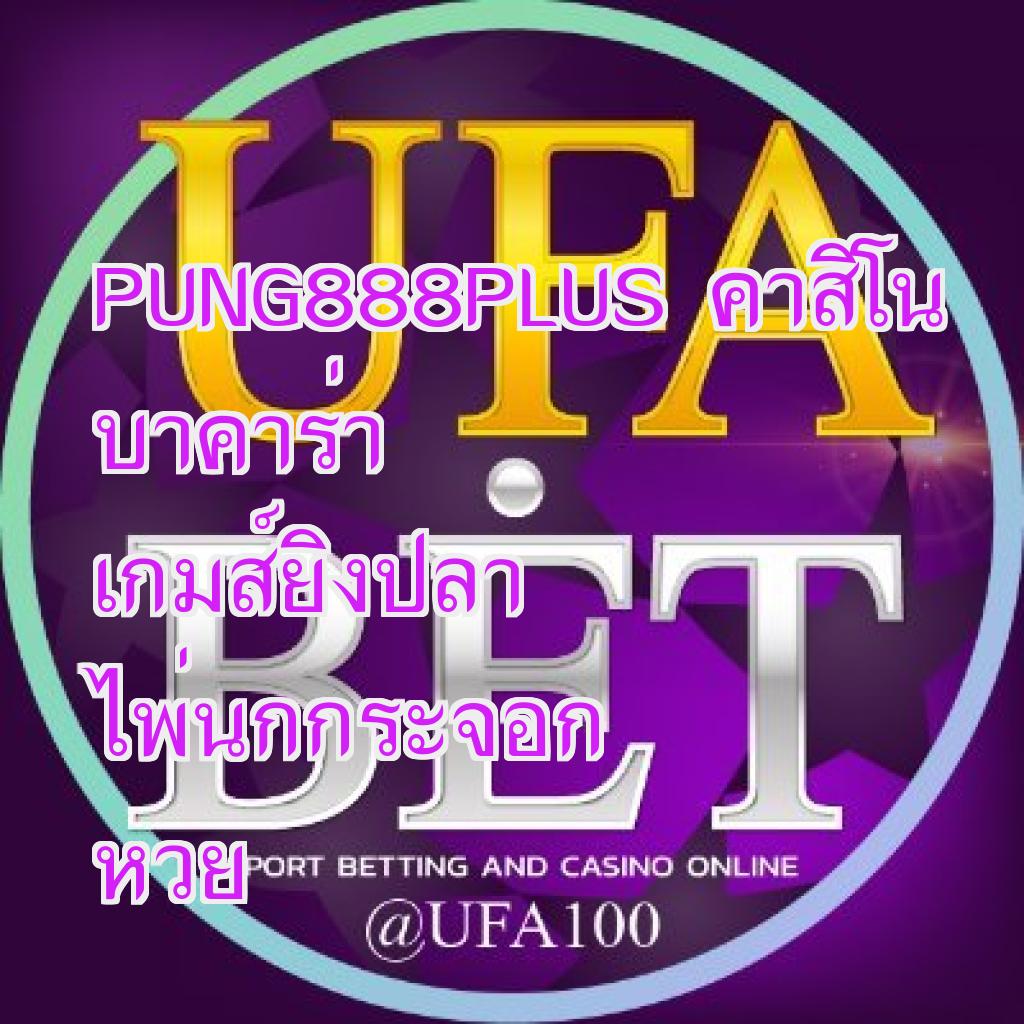 UFA
PUNG888PLUS คาสิโน
บาคาร่า
BET
เกมส์ยิงปลา
ไพ่นกกระจอก
หวย
PORT BETTING AND CASINO ONLINE
@UFA100